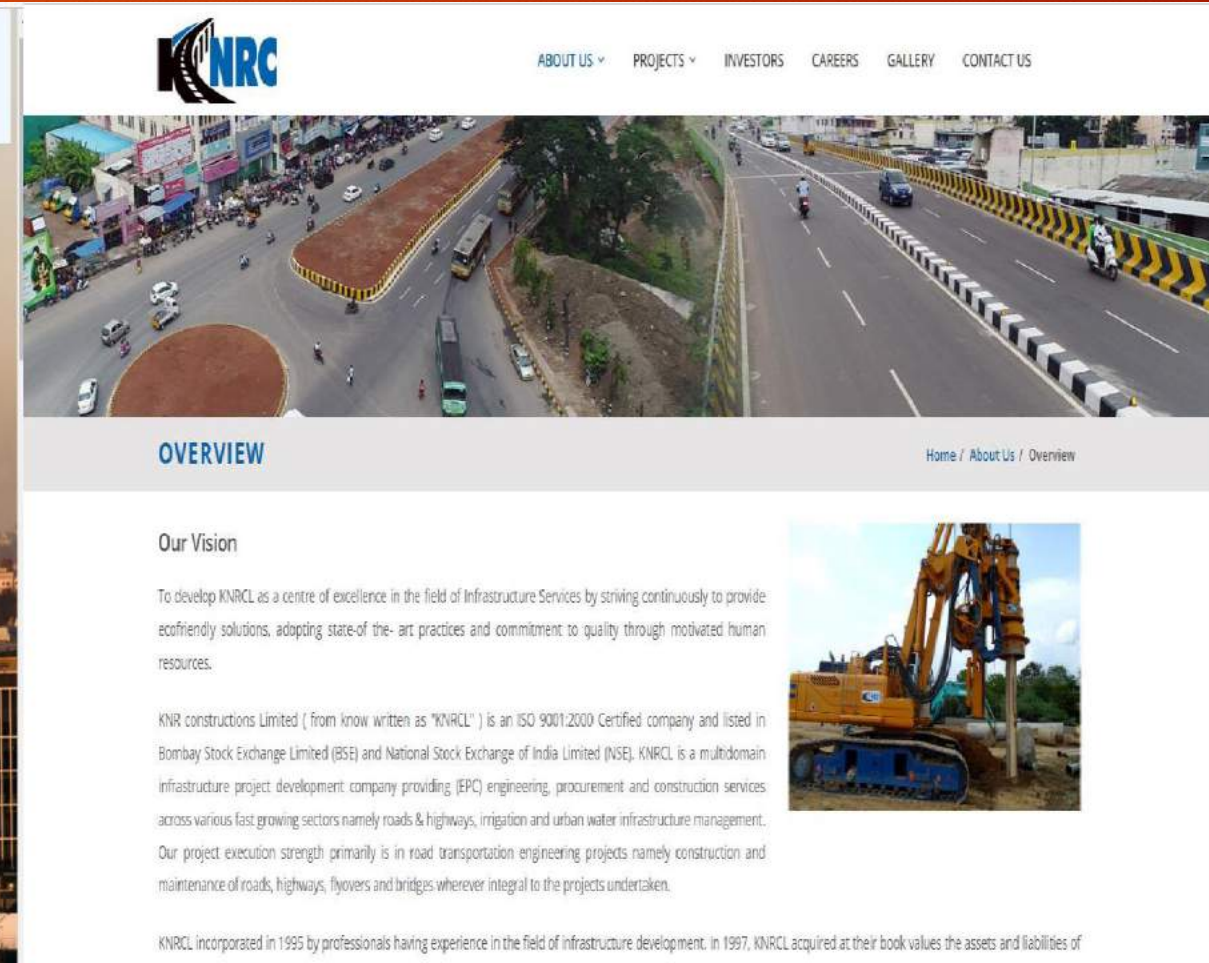 KNRC
ABOUT US PROJECTS INVESTORS CAREERS GALLERY CONTACT US
OVERVIEW
Home / About Us / Overview
Our Vision
To develop KNRCL as a centre of excellence in the field of Infrastructure Services by striving continuously to provide
ecofriendly solutions, adopting state-of the- art practices and commitment to quality through motivated human
resources.
KNR constructions Limited ( from know written as "KNRCL" ) is an ISO 9001:2000 Certified company and listed in
Bombay Stock Exchange Limited (BSE) and National Stock Exchange of India Limited (NSE). KNRCL is a multidomain
infrastructure project development company providing (EPC) engineering, procurement and construction services
across various fast growing sectors namely roads & highways, irrigation and urban water infrastructure management.
Our project execution strength primarily is in road transportation engineering projects namely construction and
maintenance of roads, highways, flyovers and bridges wherever integral to the projects undertaken.
KNRCL incorporated in 1995 by professionals having experience in the field of infrastructure development. In 1997, KNRCL acquired at their book values the assets and liabilities of